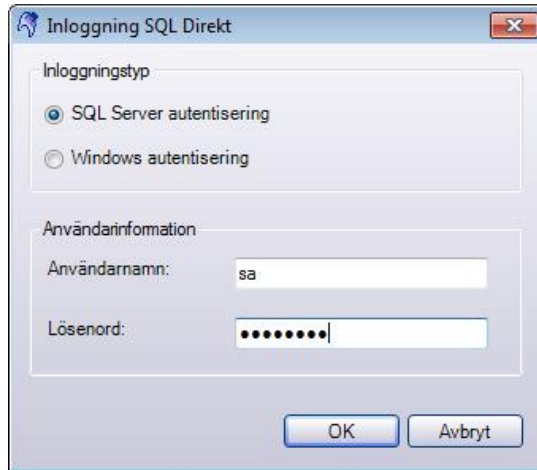 Inloggning SQL Direkt
Inloggningstyp
SQL Server autentisering
Windows autentisering
Användarinformation
Användarnamn:
sa
Lösenord:
••••••••
OK
Avbryt